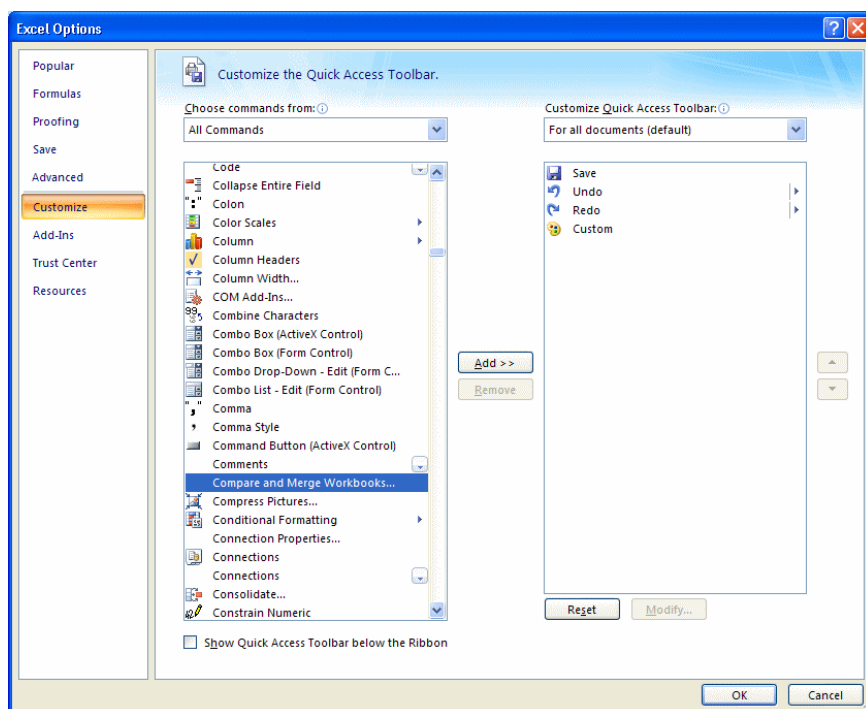 Excel Options
Popular
Formulas
Proofing
Save
Advanced
Customize
Add-Ins
Trust Center
Resources
Customize the Quick Access Toolbar.
Choose commands from:
All Commands
Code
Collapse Entire Field
":" Colon
Color Scales
Column
Column Headers
Column Width...
COM Add-Ins...
Combine Characters
Combo Box (ActiveX Control)
Combo Box (Form Control)
Combo Drop-Down - Edit (Form C...
Combo List - Edit (Form Control)
"," Comma
, Comma Style
Command Button (ActiveX Control)
Comments
Compare and Merge Workbooks...
Compress Pictures...
Conditional Formatting
Connection Properties...
Connections
Connections
Consolidate...
Constrain Numeric
Show Quick Access Toolbar below the Ribbon
Add >>
Remove
Customize Quick Access Toolbar:
For all documents (default)
Save
Undo
Redo
Custom
Reset
Modify...
OK
Cancel